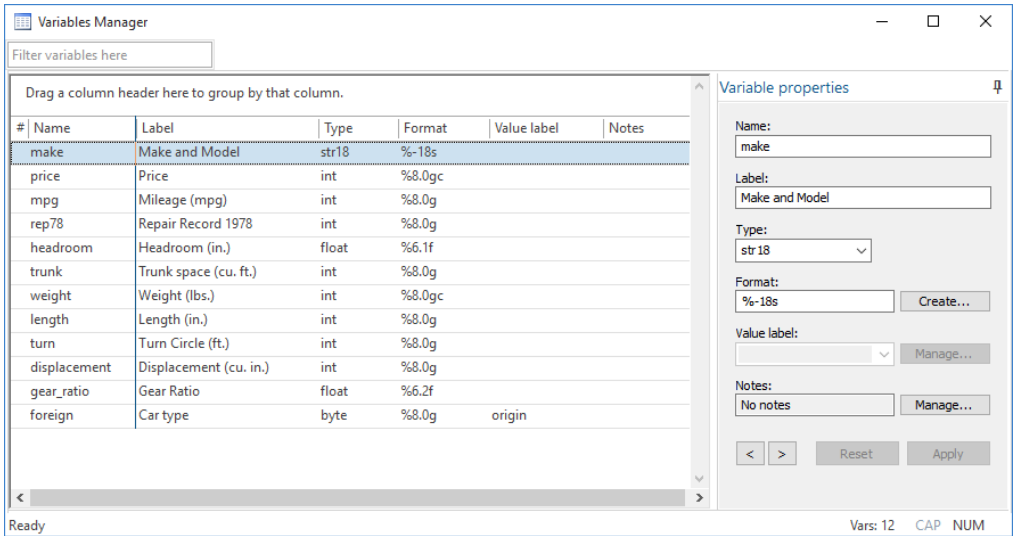 Variables Manager
Filter variables here
Drag a column header here to group by that column.
# Name Label Type Format Value label Notes
make Make and Model str18 %-18s
price Price int %8.0gc
mpg Mileage (mpg) int %8.0g
rep78 Repair Record 1978 int %8.0g
headroom Headroom (in.) float %6.1f
trunk Trunk space (cu. ft.) int %8.0g
weight Weight (lbs.) int %8.0gc
length Length (in.) int %8.0g
turn Turn Circle (ft.) int %8.0g
displacement Displacement (cu. in.) int %8.0g
gear_ratio Gear Ratio float %6.2f
foreign Car type byte %8.0g origin
Variable properties
Name:
make
Label:
Make and Model
Type:
str18
Format:
%-18s Create...
Value label:
Manage...
Notes:
No notes Manage...
< > Reset Apply
Ready Vars: 12 CAP NUM